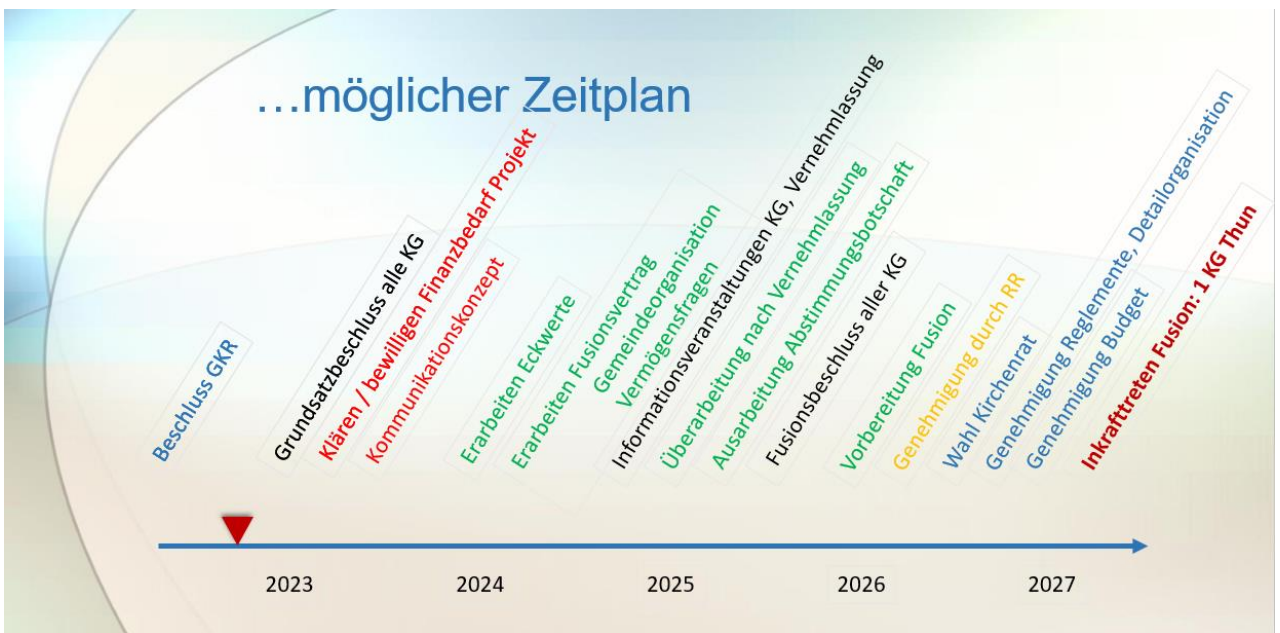 …möglicher Zeitplan
Beschluss GKR
Grundsatzbeschluss alle KG
Klären / bewilligen Finanzbedarf Projekt
Kommunikationskonzept
Erarbeiten Eckwerte
Erarbeiten Fusionsvertrag
Gemeindeorganisation
Vermögensfragen
Informationsveranstaltungen KG, Vernehmlassung
Überarbeitung nach Vernehmlassung
Ausarbeitung Abstimmungsbotschaft
Fusionsbeschluss aller KG
Vorbereitung Fusion
Genehmigung durch RR
Wahl Kirchenrat
Genehmigung Reglemente, Detailorganisation
Genehmigung Budget
Inkrafttreten Fusion: 1 KG Thun
2023
2024
2025
2026
2027